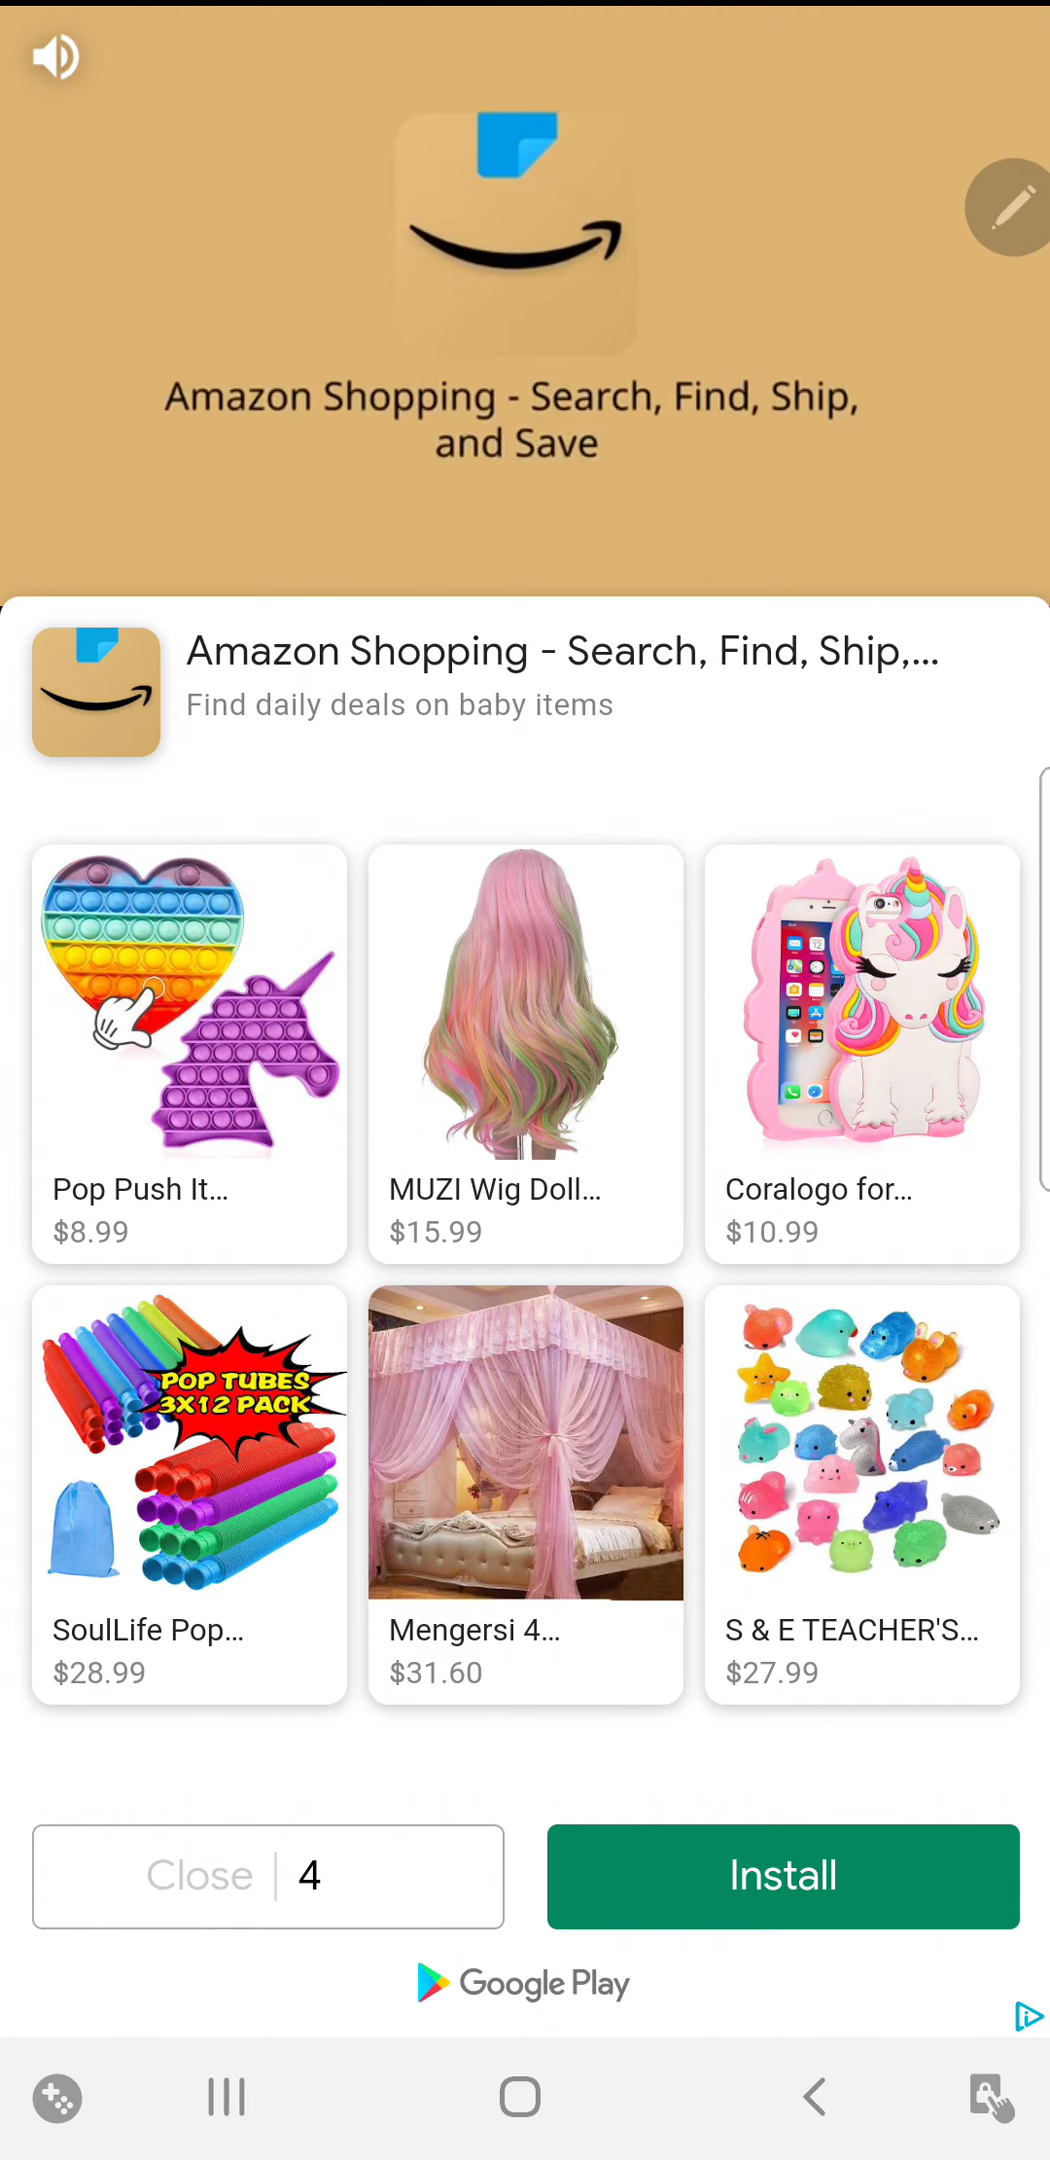 Amazon Shopping - Search, Find, Ship,
and Save
Amazon Shopping - Search, Find, Ship,...
Find daily deals on baby items
Pop Push It...
$8.99
MUZI Wig Doll...
$15.99
Coralogo for...
$10.99
POP TUBES
3X12 PACK
SoulLife Pop...
$28.99
Mengersi 4...
$31.60
S & E TEACHER'S...
$27.99
Close 4
Install
Google Play